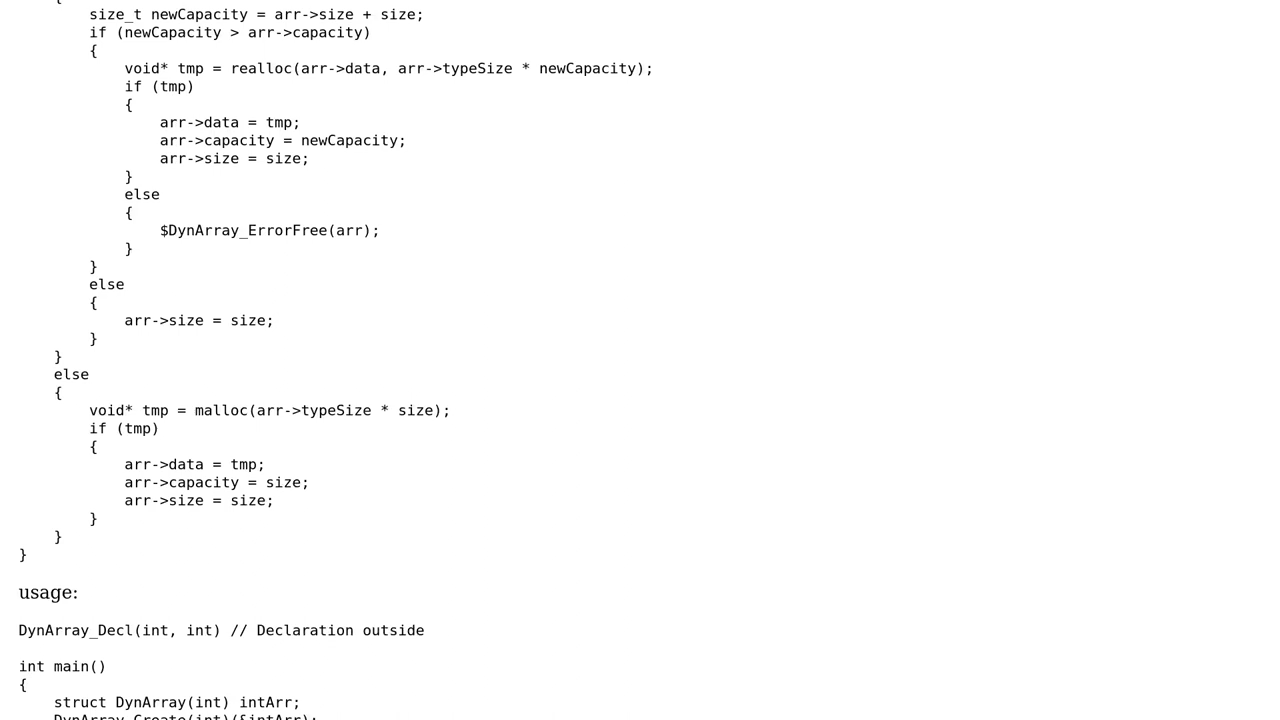 {
        size_t newCapacity = arr->size + size;
        if (newCapacity > arr->capacity)
        {
            void* tmp = realloc(arr->data, arr->typeSize * newCapacity);
            if (tmp)
            {
                arr->data = tmp;
                arr->capacity = newCapacity;
                arr->size = size;
            }
            else
            {
                $DynArray_ErrorFree(arr);
            }
        }
        else
        {
            arr->size = size;
        }
    }
    else
    {
        void* tmp = malloc(arr->typeSize * size);
        if (tmp)
        {
            arr->data = tmp;
            arr->capacity = size;
            arr->size = size;
        }
    }
}
usage:
DynArray_Decl(int, int) // Declaration outside
int main()
{
    struct DynArray(int) intArr;
    DynArray_Create(int)(&intArr);